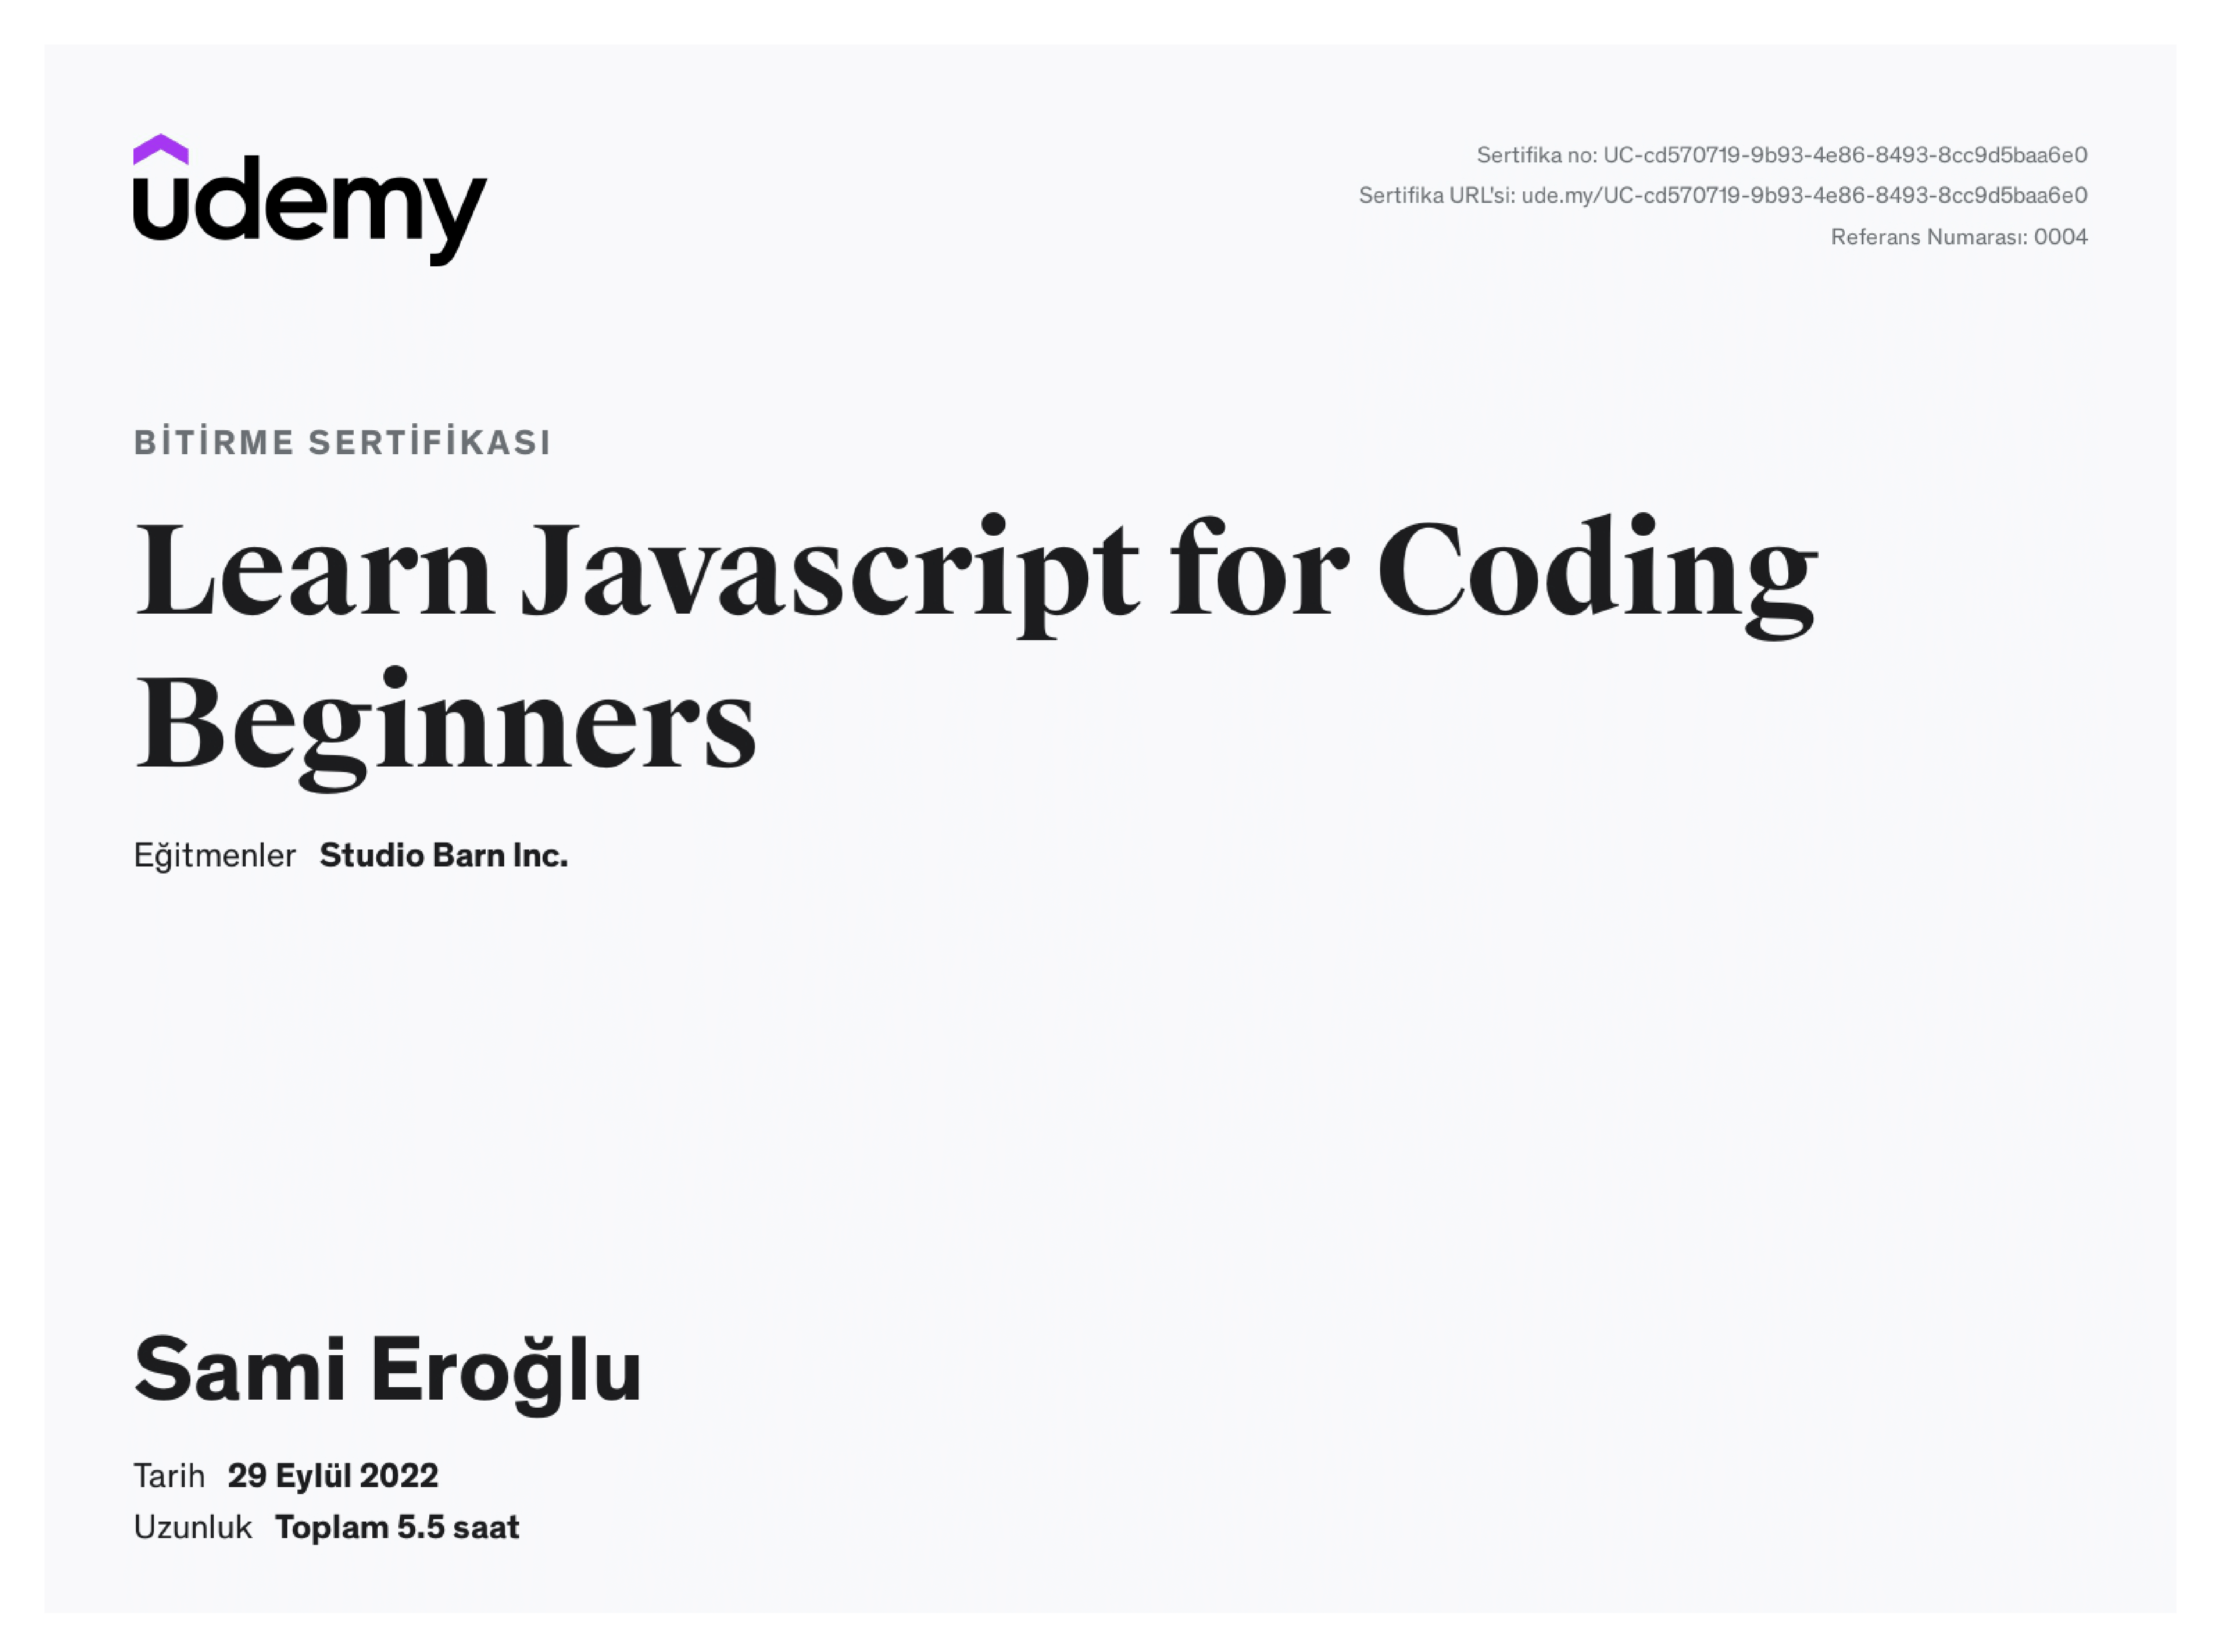 udemy
Sertifika no: UC-cd570719-9b93-4e86-8493-8cc9d5baa6e0
Sertifika URL'si: ude.my/UC-cd570719-9b93-4e86-8493-8cc9d5baa6e0
Referans Numarası: 0004
BİTİRME SERTİFİKASI
Learn Javascript for Coding
Beginners
Eğitmenler Studio Barn Inc.
Sami Eroğlu
Tarih 29 Eylül 2022
Uzunluk Toplam 5.5 saat